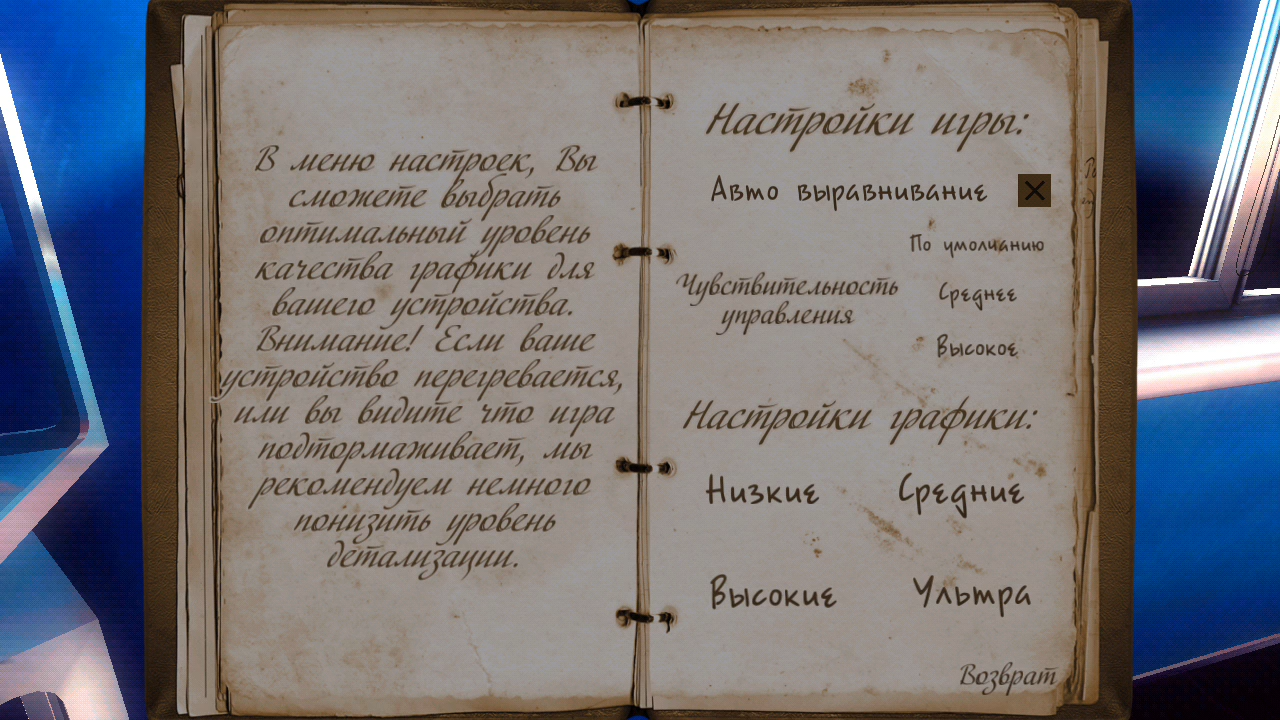 В меню настроек, Вы
сможете выбрать
оптимальный уровень
качества графики для
вашего устройства.
Внимание! Если ваше
устройство перегревается,
или вы видите что игра
подтормаживает, мы
рекомендуем немного
понизить уровень
детализации.
Настройки игры:
Авто выравнивание
По умолчанию
Чувствительность
управления
Среднее
Высокое
Настройки графики:
Низкие Средние
Высокие Ультра
Возврат